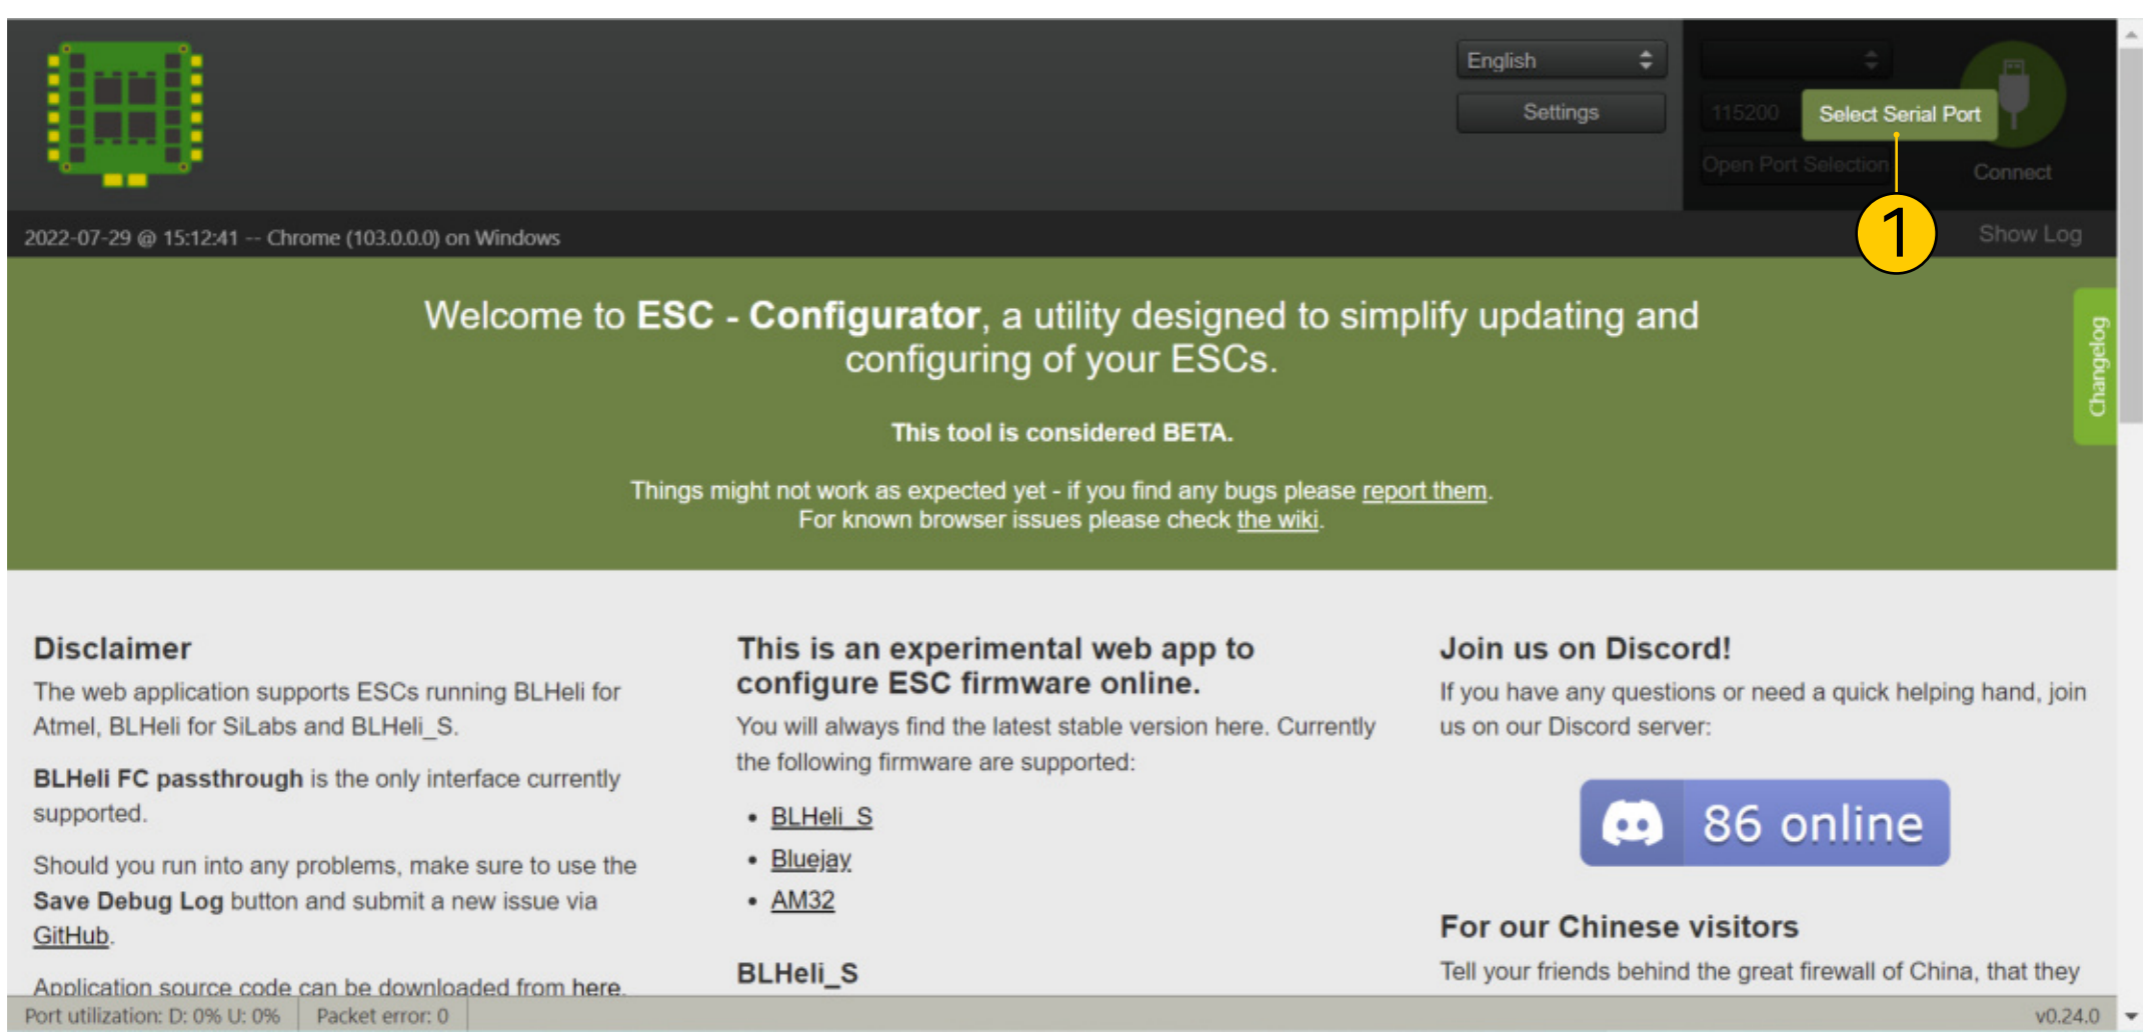 English
Settings
115200
Select Serial Port
Open Port Selection
Connect
1
2022-07-29 @ 15:12:41 -- Chrome (103.0.0.0) on Windows
Show Log
Welcome to ESC - Configurator, a utility designed to simplify updating and
configuring of your ESCs.
This tool is considered BETA.
Things might not work as expected yet - if you find any bugs please report them.
For known browser issues please check the wiki.
Changelog
Disclaimer
The web application supports ESCs running BLHeli for
Atmel, BLHeli for SiLabs and BLHeli_S.
BLHeli FC passthrough is the only interface currently
supported.
Should you run into any problems, make sure to use the
Save Debug Log button and submit a new issue via
GitHub.
Application source code can be downloaded from here.
This is an experimental web app to
configure ESC firmware online.
You will always find the latest stable version here. Currently
the following firmware are supported:
• BLHeli_S
• Bluejay
• AM32
BLHeli_S
Join us on Discord!
If you have any questions or need a quick helping hand, join
us on our Discord server:
86 online
For our Chinese visitors
Tell your friends behind the great firewall of China, that they
Port utilization: D: 0% U: 0%
Packet error: 0
v0.24.0